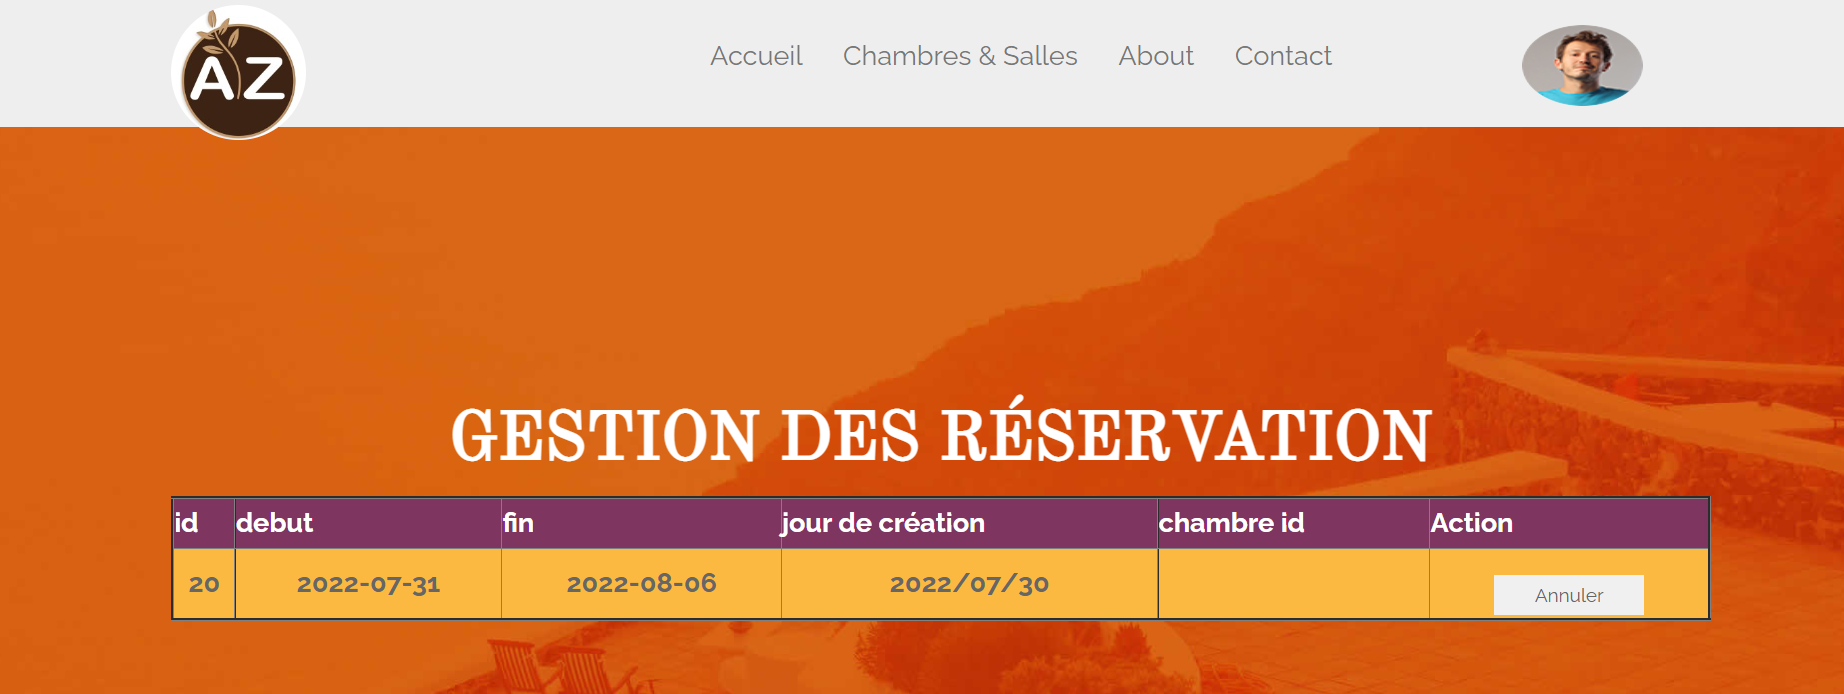 AZ
Accueil Chambres & Salles About Contact
GESTION DES RÉSERVATION
id debut fin jour de création chambre id Action
20 2022-07-31 2022-08-06 2022/07/30 Annuler